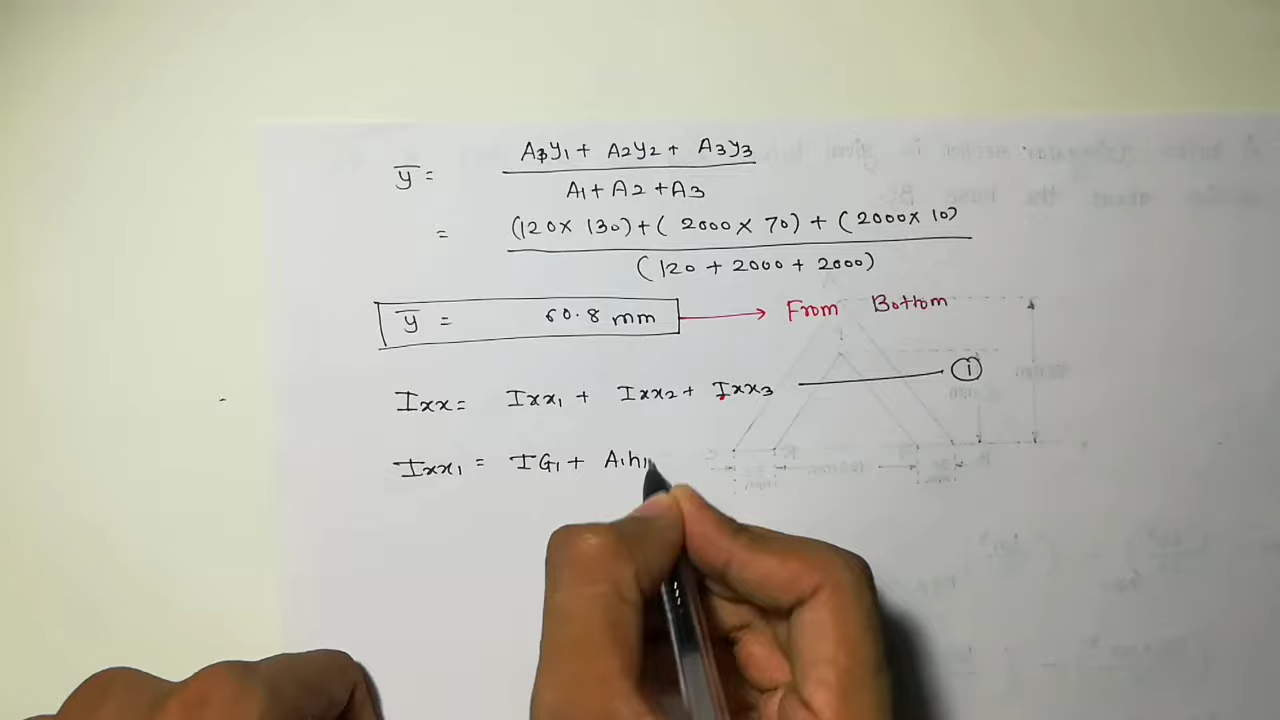 A3y1 + A2y2 + A3y3
y̅ =
A1 + A2 + A3
= (120 x 130) + ( 2000 x 70) + ( 2000 x 10)
(120 + 2000 + 2000)
y̅ = 60.8 mm → From Bottom
Ixx = Ixx1 + Ixx2 + Ixx3 — 1
Ixx1 = IG1 + A1h1